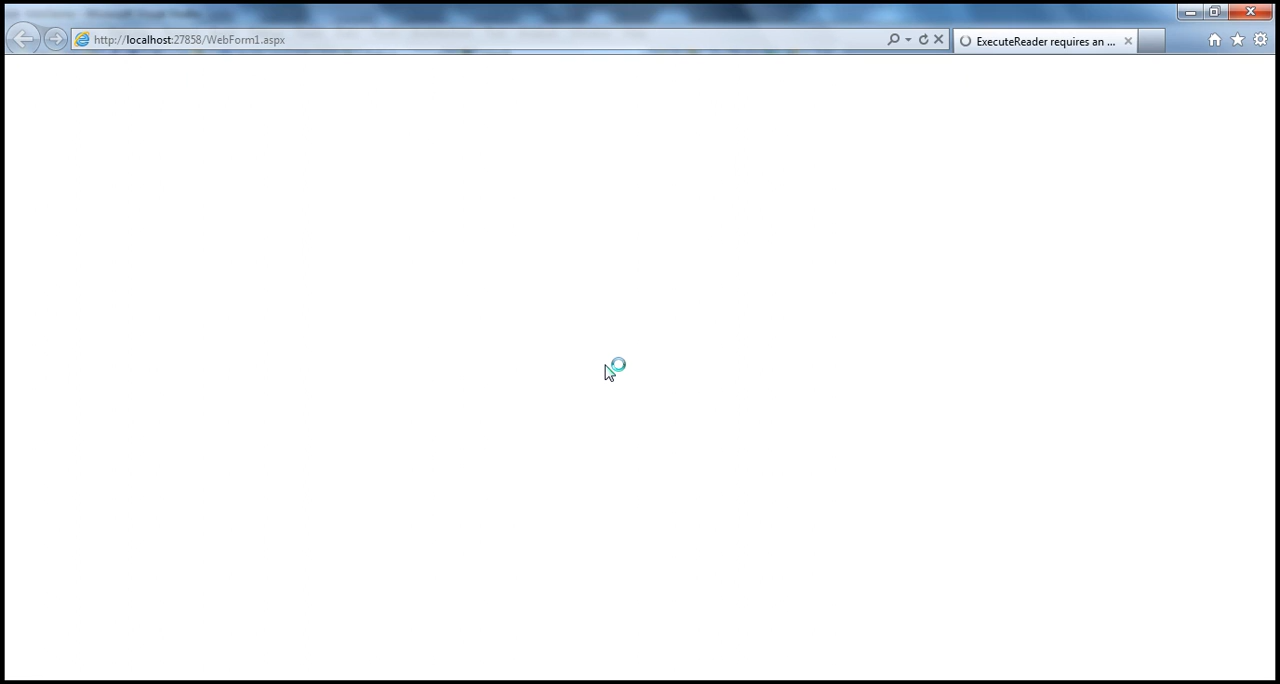 http://localhost:27858/WebForm1.aspx
ExecuteReader requires an ...